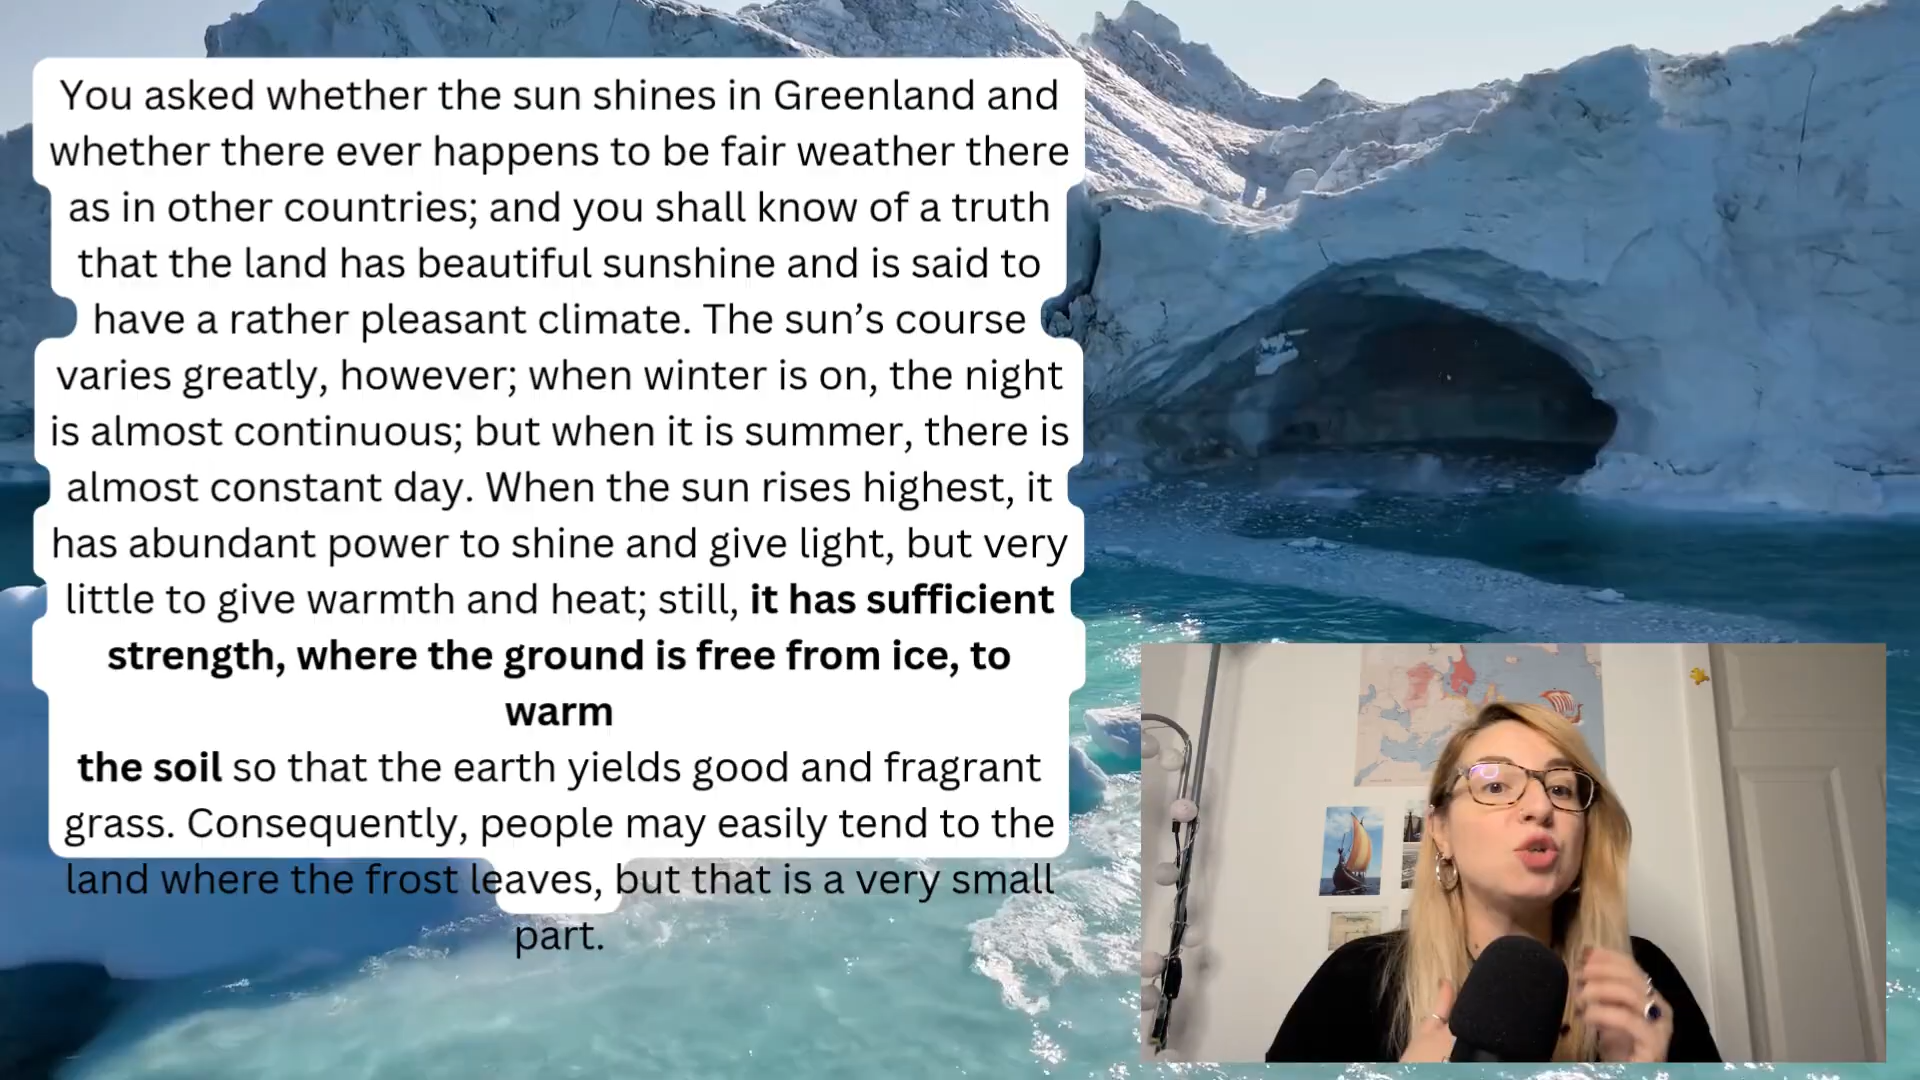 You asked whether the sun shines in Greenland and
whether there ever happens to be fair weather there
as in other countries; and you shall know of a truth
that the land has beautiful sunshine and is said to
have a rather pleasant climate. The sun’s course
varies greatly, however; when winter is on, the night
is almost continuous; but when it is summer, there is
almost constant day. When the sun rises highest, it
has abundant power to shine and give light, but very
little to give warmth and heat; still, it has sufficient
strength, where the ground is free from ice, to
warm
the soil so that the earth yields good and fragrant
grass. Consequently, people may easily tend to the
land where the frost leaves, but that is a very small
part.